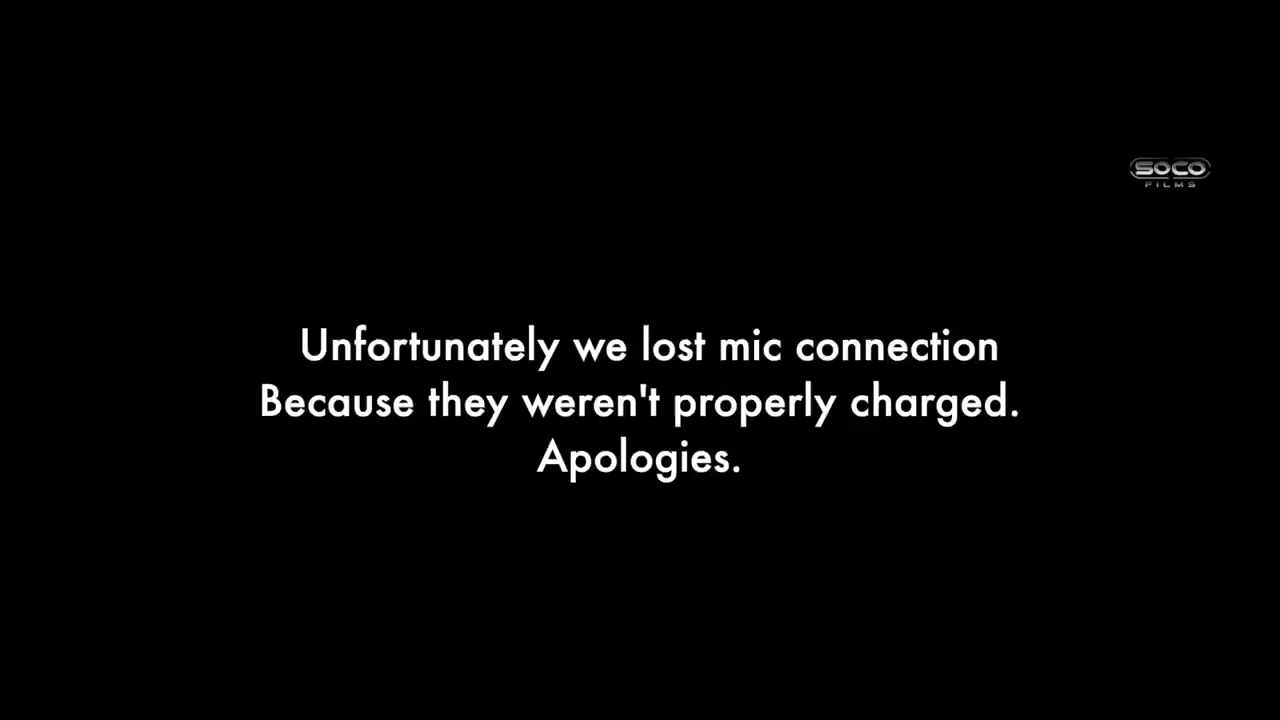 SOCO
FILMS
Unfortunately we lost mic connection
Because they weren't properly charged.
Apologies.